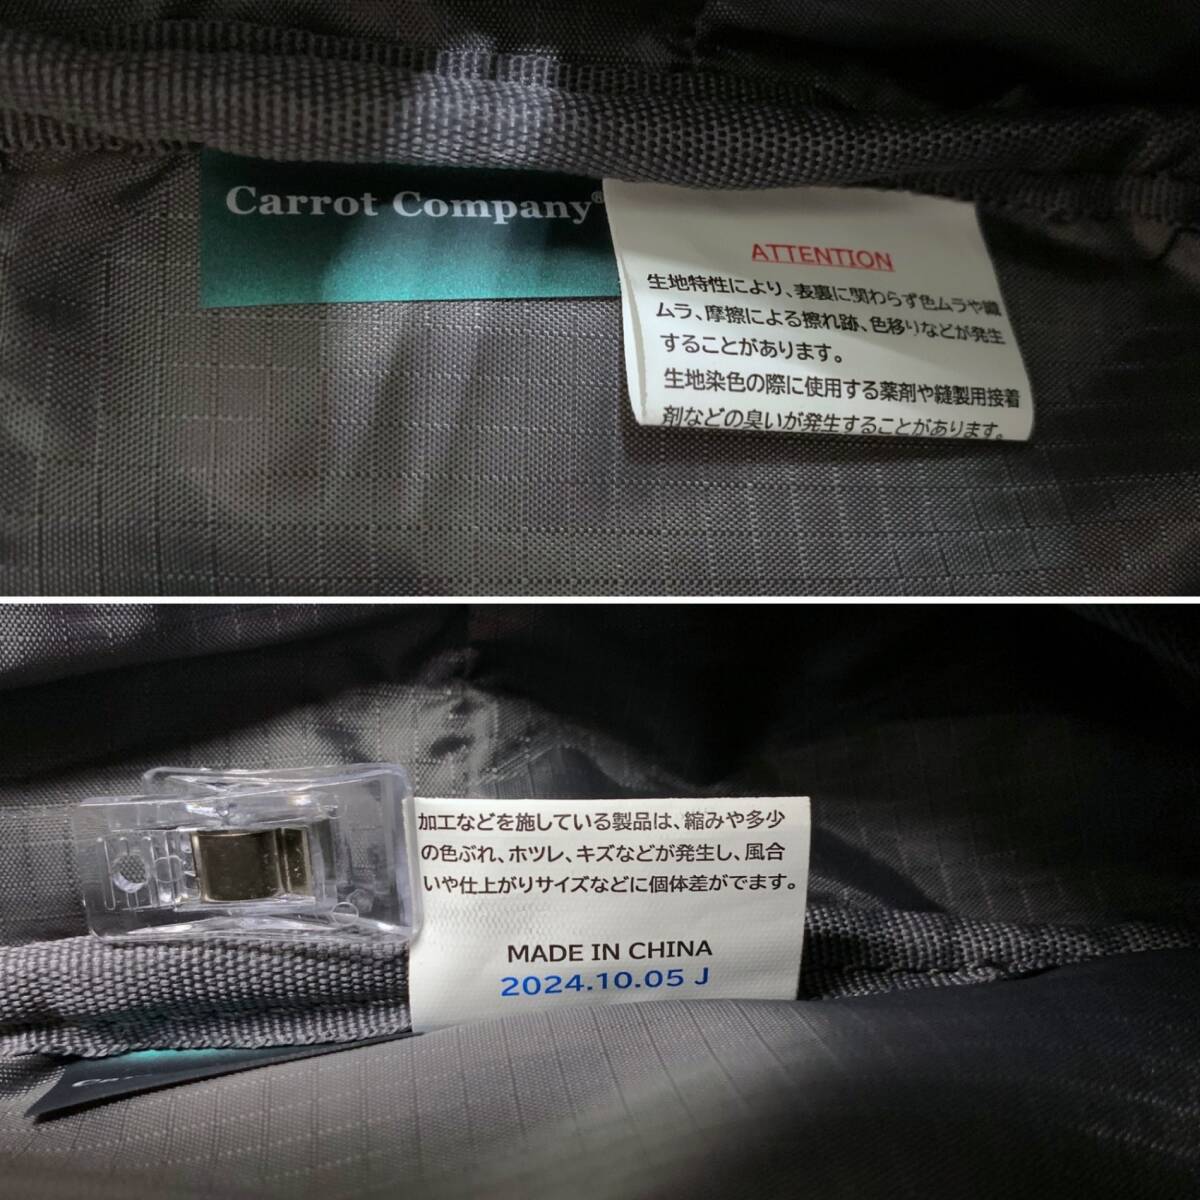 Carrot Company®
ATTENTION
生地特性により、表裏に関わらず色ムラや織
ムラ、摩擦による擦れ跡、色移りなどが発生
することがあります。
生地染色の際に使用する薬剤や縫製用接着
剤などの臭いが発生することがあります。
加工などを施している製品は、縮みや多少
の色ぶれ、ホツレ、キズなどが発生し、風合
いや仕上がりサイズなどに個体差がでます。
MADE IN CHINA
2024.10.05 J